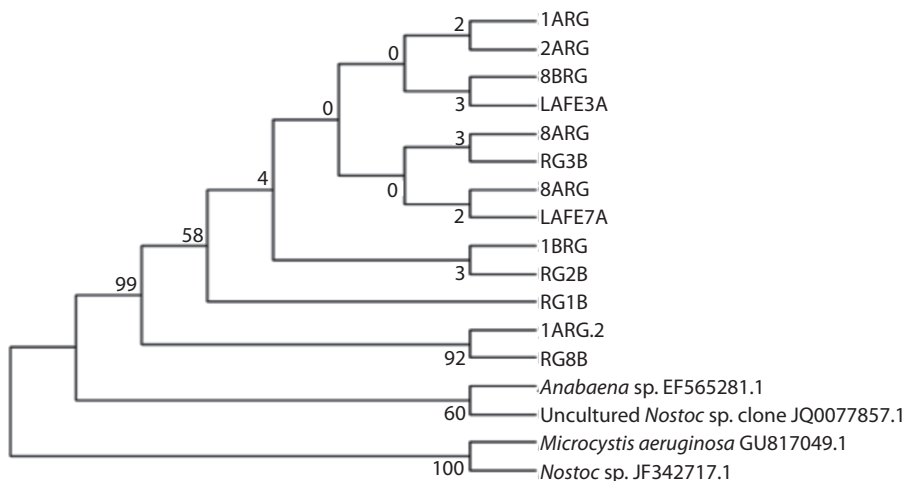 2
1ARG
2ARG
0
8BRG
3
LAFE3A
0
3
8ARG
RG3B
0
8ARG
2
LAFE7A
4
1BRG
3
RG2B
58
RG1B
99
1ARG.2
92
RG8B
Anabaena sp. EF565281.1
60
Uncultured Nostoc sp. clone JQ0077857.1
Microcystis aeruginosa GU817049.1
100
Nostoc sp. JF342717.1